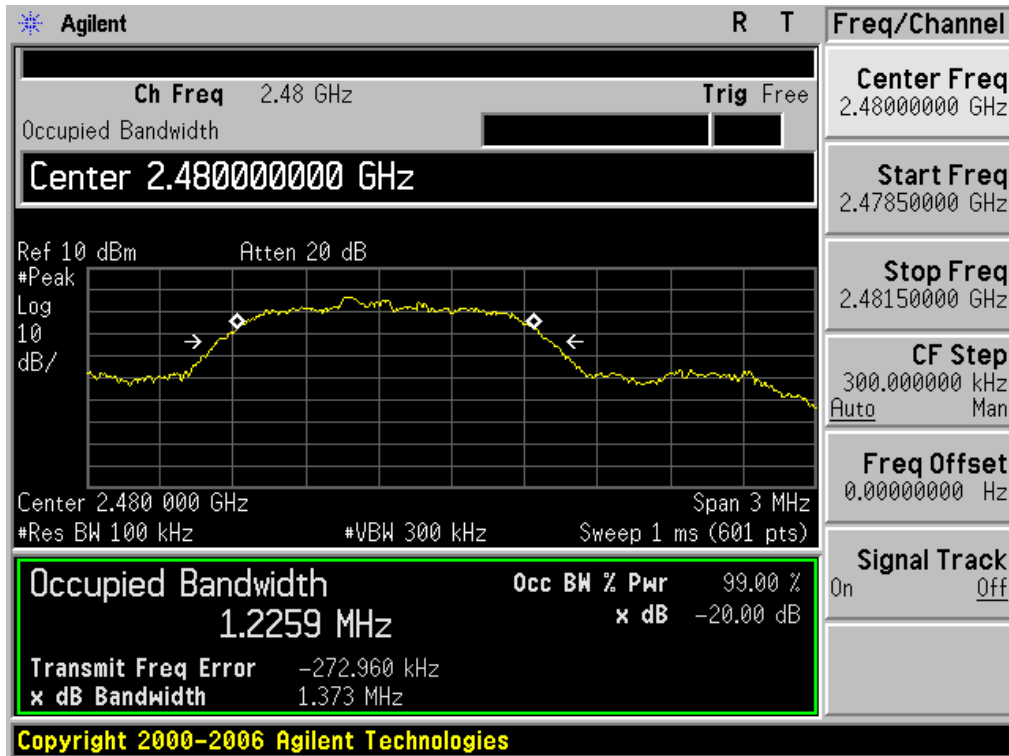 Agilent R T
Ch Freq 2.48 GHz Trig Free
Occupied Bandwidth
Center 2.480000000 GHz
Ref 10 dBm Atten 20 dB
#Peak
Log
10
dB/
Center 2.480 000 GHz Span 3 MHz
#Res BW 100 kHz #VBW 300 kHz Sweep 1 ms (601 pts)
Occupied Bandwidth Occ BW % Pwr 99.00 %
1.2259 MHz x dB -20.00 dB
Transmit Freq Error -272.960 kHz
x dB Bandwidth 1.373 MHz
Copyright 2000-2006 Agilent Technologies
Freq/Channel
Center Freq
2.48000000 GHz
Start Freq
2.47850000 GHz
Stop Freq
2.48150000 GHz
CF Step
300.000000 kHz
Auto Man
Freq Offset
0.00000000 Hz
Signal Track
On Off